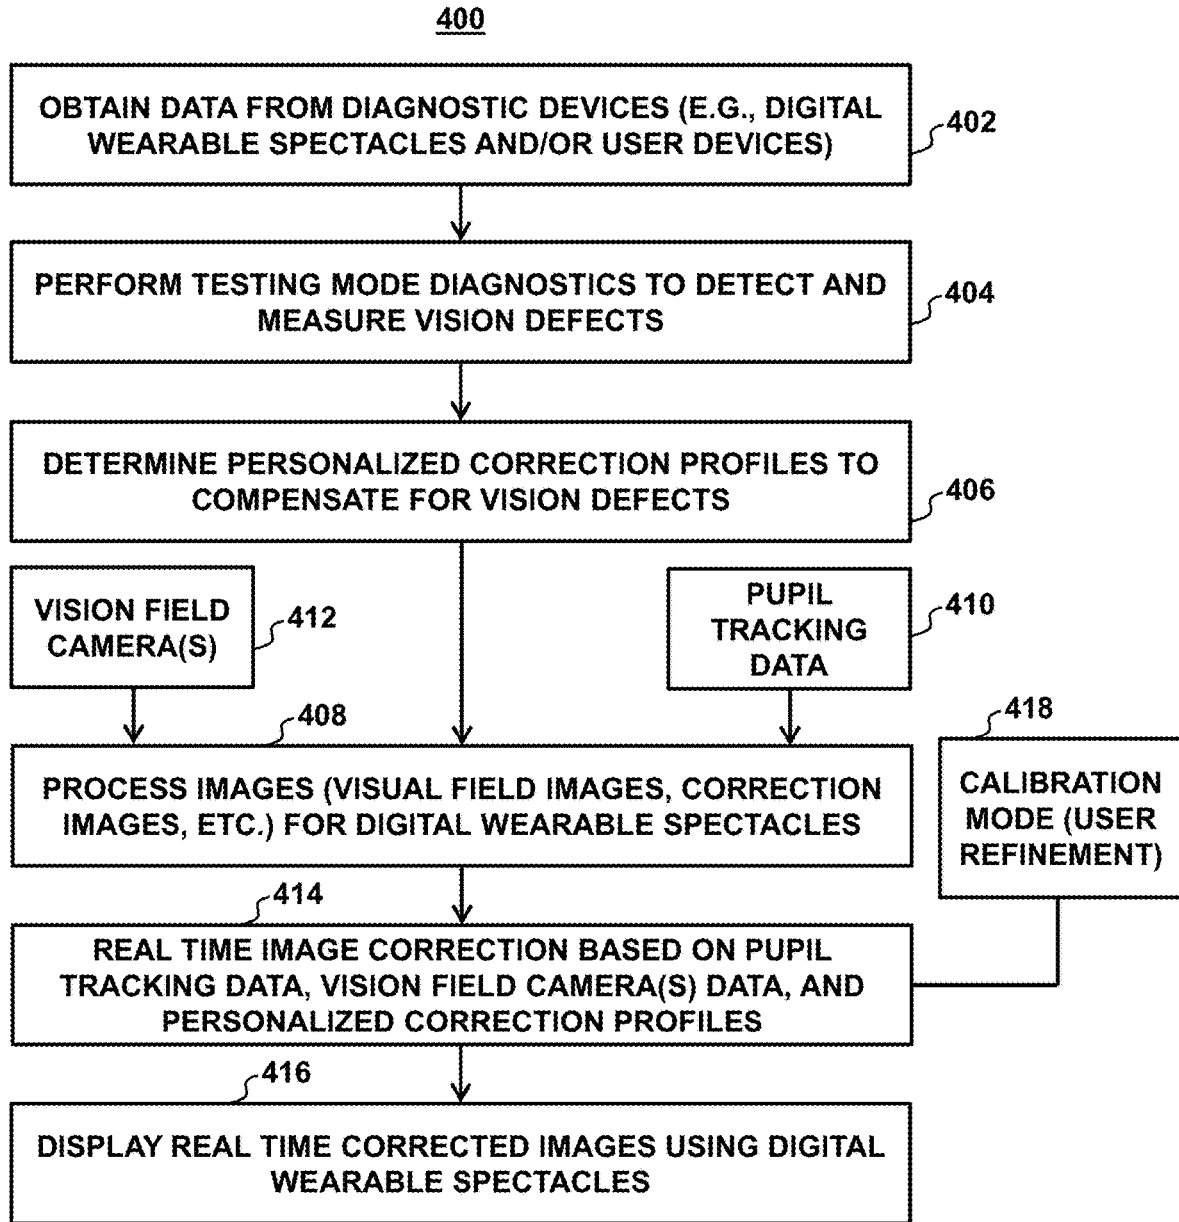 400
OBTAIN DATA FROM DIAGNOSTIC DEVICES (E.G., DIGITAL
WEARABLE SPECTACLES AND/OR USER DEVICES)
402
PERFORM TESTING MODE DIAGNOSTICS TO DETECT AND
MEASURE VISION DEFECTS
404
DETERMINE PERSONALIZED CORRECTION PROFILES TO
COMPENSATE FOR VISION DEFECTS
406
VISION FIELD
CAMERA(S)
412
PUPIL
TRACKING
DATA
410
408
PROCESS IMAGES (VISUAL FIELD IMAGES, CORRECTION
IMAGES, ETC.) FOR DIGITAL WEARABLE SPECTACLES
418
CALIBRATION
MODE (USER
REFINEMENT)
414
REAL TIME IMAGE CORRECTION BASED ON PUPIL
TRACKING DATA, VISION FIELD CAMERA(S) DATA, AND
PERSONALIZED CORRECTION PROFILES
416
DISPLAY REAL TIME CORRECTED IMAGES USING DIGITAL
WEARABLE SPECTACLES